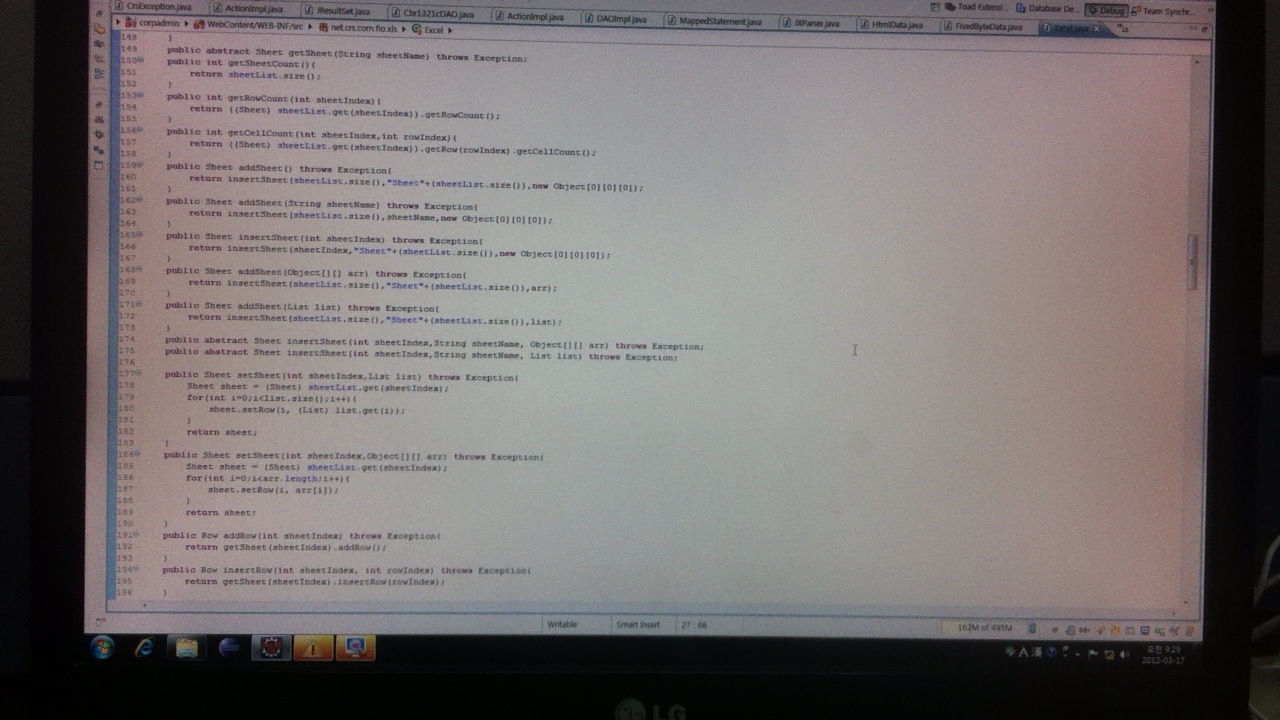 CrsException.java ActionImpl.java IResultSet.java Cbr1321cDAO.java ActionImpl.java DAOImpl.java MappedStatement.java IXParser.java HtmlData.java FixedByteData.java Excel.java
Toad Extensi... Database De... Debug Team Synchr...
corpadmin WebContent/WEB-INF/src net.crs.com.fio.xls Excel
148 }
149 public abstract Sheet getSheet(String sheetName) throws Exception;
150 public int getSheetCount(){
151 return sheetList.size();
152 }
153 public int getRowCount(int sheetIndex){
154 return ((Sheet) sheetList.get(sheetIndex)).getRowCount();
155 }
156 public int getCellCount(int sheetIndex,int rowIndex){
157 return ((Sheet) sheetList.get(sheetIndex)).getRow(rowIndex).getCellCount();
158 }
159 public Sheet addSheet() throws Exception{
160 return insertSheet(sheetList.size(),"Sheet"+(sheetList.size()),new Object[0][0][0]);
161 }
162 public Sheet addSheet(String sheetName) throws Exception{
163 return insertSheet(sheetList.size(),sheetName,new Object[0][0][0]);
164 }
165 public Sheet insertSheet(int sheetIndex) throws Exception{
166 return insertSheet(sheetIndex,"Sheet"+(sheetList.size()),new Object[0][0][0]);
167 }
168 public Sheet addSheet(Object[][] arr) throws Exception{
169 return insertSheet(sheetList.size(),"Sheet"+(sheetList.size()),arr);
170 }
171 public Sheet addSheet(List list) throws Exception{
172 return insertSheet(sheetList.size(),"Sheet"+(sheetList.size()),list);
173 }
174 public abstract Sheet insertSheet(int sheetIndex,String sheetName, Object[][] arr) throws Exception;
175 public abstract Sheet insertSheet(int sheetIndex,String sheetName, List list) throws Exception;
176
177 public Sheet setSheet(int sheetIndex,List list) throws Exception{
178 Sheet sheet = (Sheet) sheetList.get(sheetIndex);
179 for(int i=0;i<list.size();i++){
180 sheet.setRow(i, (List) list.get(i));
181 }
182 return sheet;
183 }
184 public Sheet setSheet(int sheetIndex,Object[][] arr) throws Exception{
185 Sheet sheet = (Sheet) sheetList.get(sheetIndex);
186 for(int i=0;i<arr.length;i++){
187 sheet.setRow(i, arr[i]);
188 }
189 return sheet;
190 }
191 public Row addRow(int sheetIndex) throws Exception{
192 return getSheet(sheetIndex).addRow();
193 }
194 public Row insertRow(int sheetIndex, int rowIndex) throws Exception{
195 return getSheet(sheetIndex).insertRow(rowIndex);
196 }
Writable Smart Insert 27 : 66 162M of 495M
A 漢 오전 9:29
2012-03-17
LG